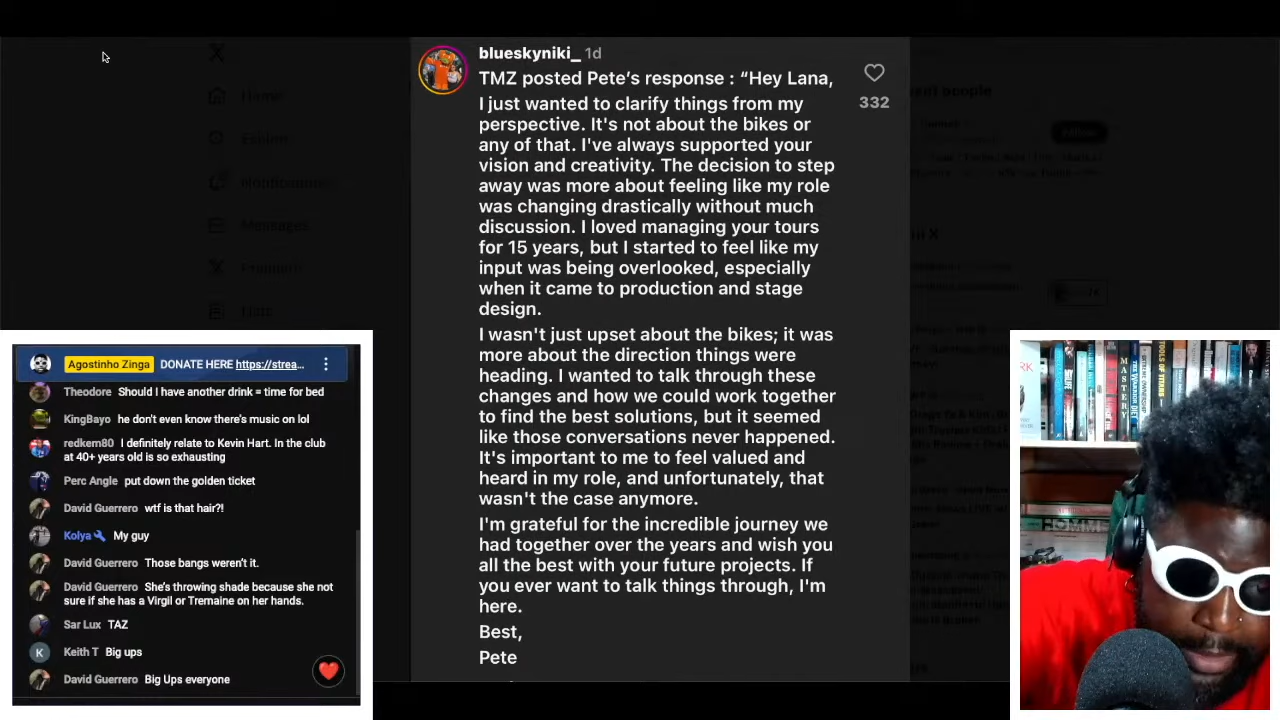 blueskyniki_ 1d
TMZ posted Pete's response : “Hey Lana,
I just wanted to clarify things from my
perspective. It's not about the bikes or
any of that. I've always supported your
vision and creativity. The decision to step
away was more about feeling like my role
was changing drastically without much
discussion. I loved managing your tours
for 15 years, but I started to feel like my
input was being overlooked, especially
when it came to production and stage
design.
I wasn't just upset about the bikes; it was
more about the direction things were
heading. I wanted to talk through these
changes and how we could work together
to find the best solutions, but it seemed
like those conversations never happened.
It's important to me to feel valued and
heard in my role, and unfortunately, that
wasn't the case anymore.
I'm grateful for the incredible journey we
had together over the years and wish you
all the best with your future projects. If
you ever want to talk things through, I'm
here.
Best,
Pete
332
Home
Messages
Agostinho Zinga DONATE HERE https://strea...
Theodore Should I have another drink = time for bed
KingBayo he don't even know there's music on lol
redkem80 I definitely relate to Kevin Hart. In the club
at 40+ years old is so exhausting
Perc Angle put down the golden ticket
David Guerrero wtf is that hair?!
Kolya My guy
David Guerrero Those bangs weren't it.
David Guerrero She's throwing shade because she not
sure if she has a Virgil or Tremaine on her hands.
Sar Lux TAZ
K
Keith T Big ups
David Guerrero Big Ups everyone
MASTERY
TOOLS OF TITANS